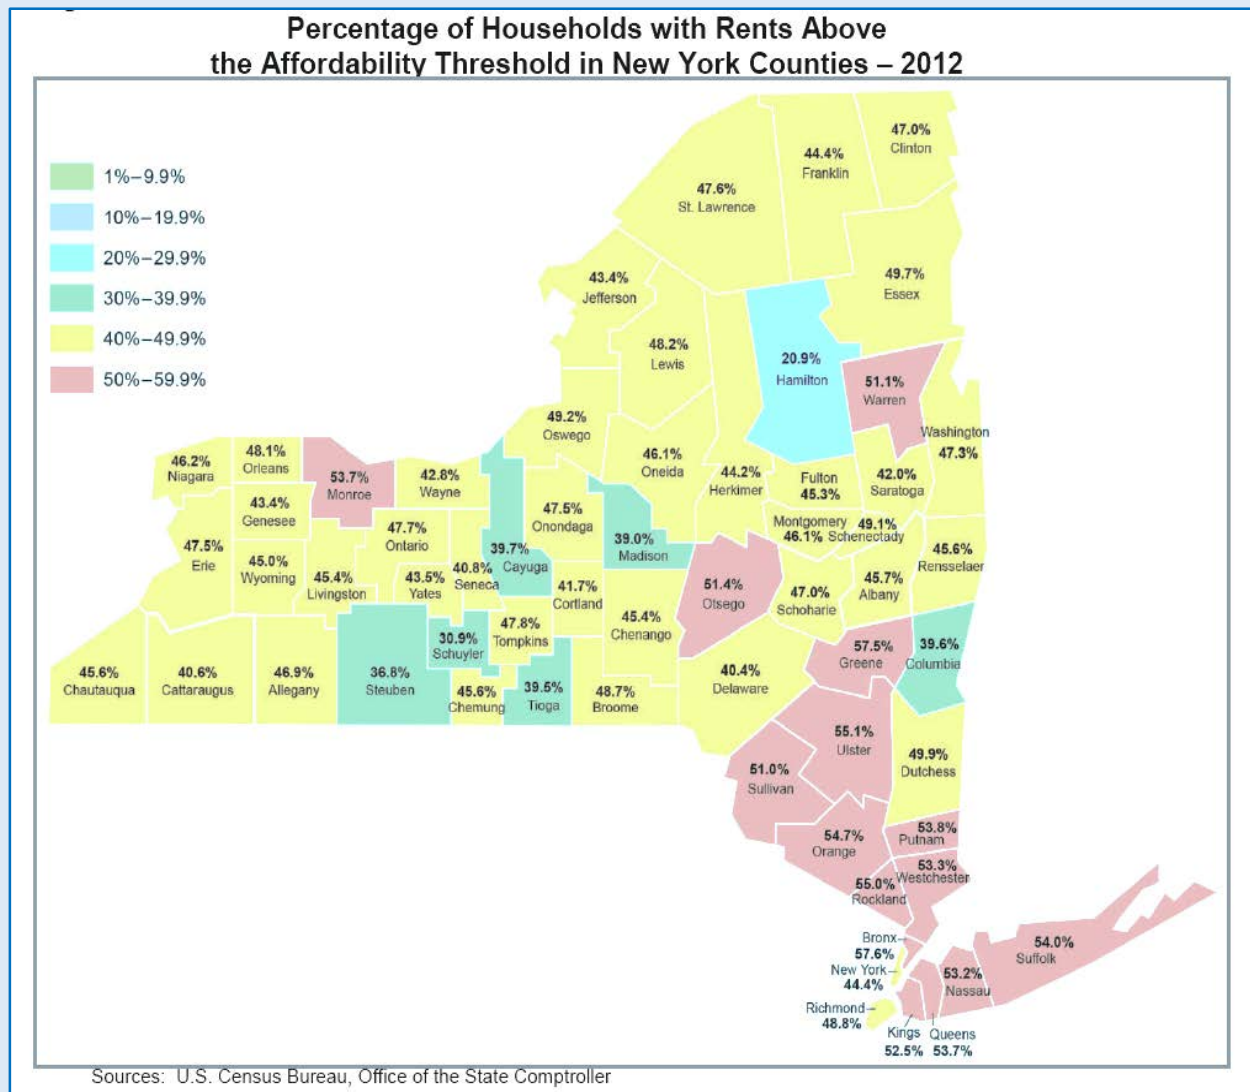 Percentage of Households with Rents Above
the Affordability Threshold in New York Counties – 2012
1%–9.9%
10%–19.9%
20%–29.9%
30%–39.9%
40%–49.9%
50%–59.9%
47.0%
Clinton
44.4%
Franklin
47.6%
St. Lawrence
49.7%
Essex
43.4%
Jefferson
48.2%
Lewis
20.9%
Hamilton
51.1%
Warren
Washington
47.3%
49.2%
Oswego
46.1%
Oneida
44.2%
Herkimer
Fulton
45.3%
42.0%
Saratoga
46.2%
Niagara
48.1%
Orleans
53.7%
Monroe
42.8%
Wayne
43.4%
Genesee
47.5%
Onondaga
39.0%
Madison
Montgomery
46.1%
49.1%
Schenectady
45.6%
Rensselaer
47.5%
Erie
45.0%
Wyoming
45.4%
Livingston
47.7%
Ontario
43.5%
Yates
40.8%
Seneca
39.7%
Cayuga
41.7%
Cortland
45.4%
Chenango
51.4%
Otsego
47.0%
Schoharie
45.7%
Albany
45.6%
Chautauqua
40.6%
Cattaraugus
46.9%
Allegany
36.8%
Steuben
30.9%
Schuyler
47.8%
Tompkins
45.6%
Chemung
39.5%
Tioga
48.7%
Broome
40.4%
Delaware
57.5%
Greene
39.6%
Columbia
55.1%
Ulster
49.9%
Dutchess
51.0%
Sullivan
54.7%
Orange
53.8%
Putnam
53.3%
Westchester
55.0%
Rockland
Bronx
57.6%
New York
44.4%
Richmond
48.8%
Kings
52.5%
Queens
53.7%
53.2%
Nassau
54.0%
Suffolk
Sources: U.S. Census Bureau, Office of the State Comptroller